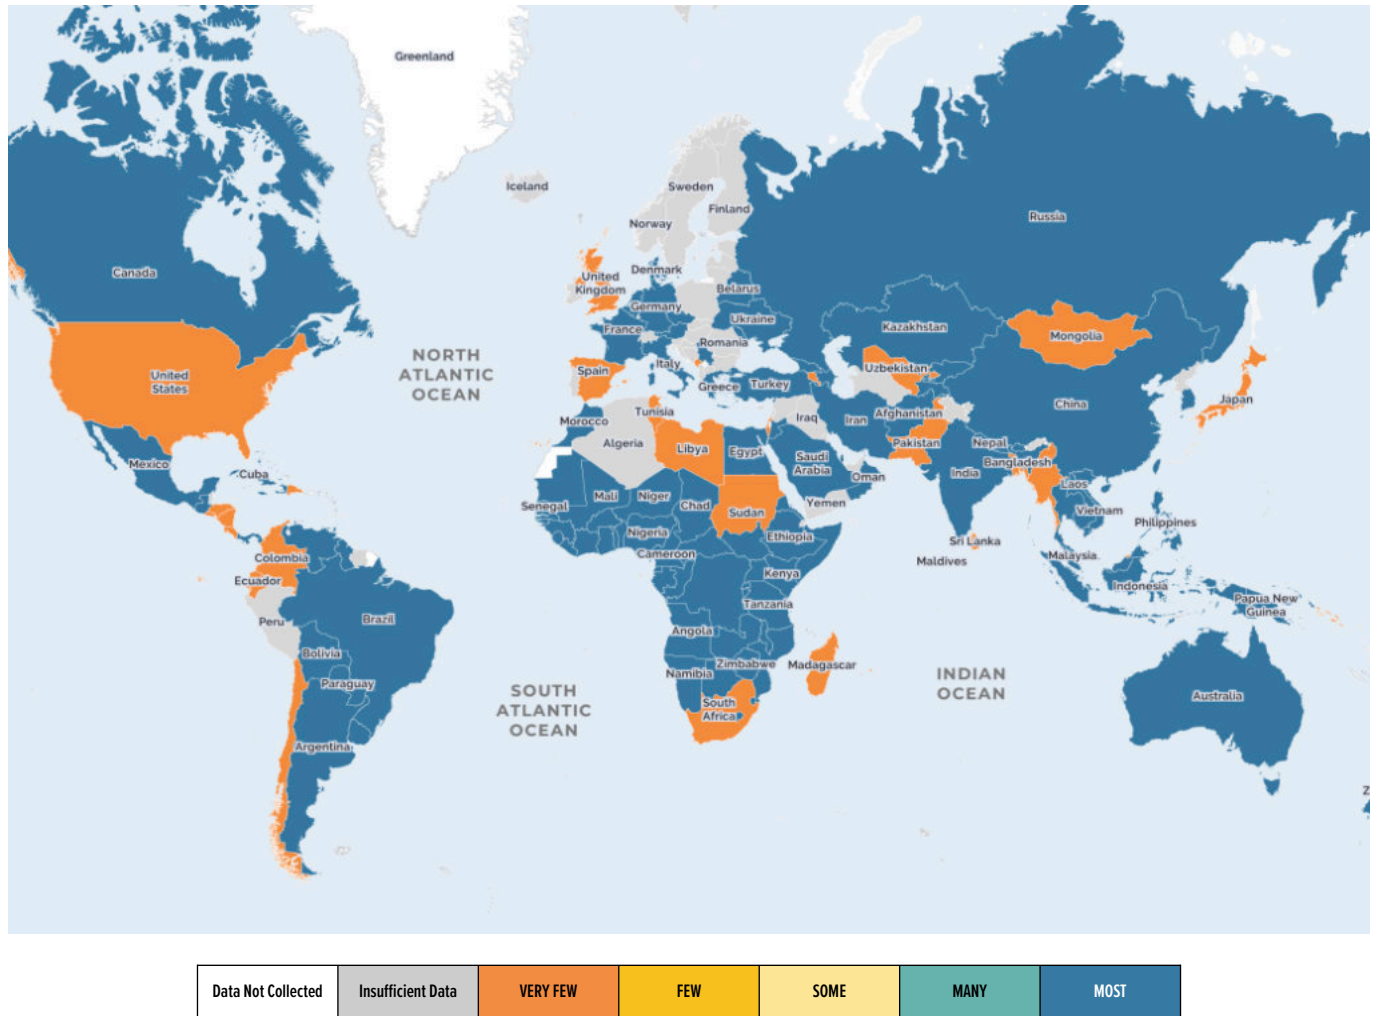 Greenland
Iceland
Sweden
Finland
Norway
Russia
Canada
United
Kingdom
Denmark
Belarus
Germany
Ukraine
Kazakhstan
France
Romania
Mongolia
NORTH
ATLANTIC
OCEAN
United
States
Spain
Italy
Greece
Turkey
Uzbekistan
China
Japan
Morocco
Tunisia
Algeria
Libya
Egypt
Iraq
Iran
Afghanistan
Pakistan
Nepal
Saudi
Arabia
Bangladesh
India
Mexico
Cuba
Oman
Laos
Senegal
Mali
Niger
Chad
Sudan
Yemen
Vietnam
Philippines
Nigeria
Ethiopia
Sri Lanka
Cameroon
Maldives
Malaysia
Colombia
Ecuador
Kenya
Indonesia
Papua New
Guinea
Tanzania
Peru
Brazil
Angola
Bolivia
Zimbabwe
Madagascar
Namibia
Paraguay
INDIAN
OCEAN
SOUTH
ATLANTIC
OCEAN
South
Africa
Australia
Argentina
Z
Data Not Collected
Insufficient Data
VERY FEW
FEW
SOME
MANY
MOST